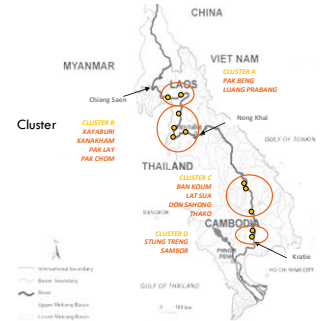 CHINA
MYANMAR
VIET NAM
LAOS
CLUSTER A
PAK BENG
LUANG PRABANG
Chiang Saen
Nong Khai
Cluster
CLUSTER B
XAYABURI
XANAKHAM
PAK LAY
PAK CHOM
GULF OF TONKIN
THAILAND
CLUSTER C
BAN KOUM
LAT SUA
DON SAHONG
THAKO
BANGKOK
CAMBODIA
CLUSTER D
STUNG TRENG
SAMBOR
PHNOM
PENH
Kratie
HO CHI MINH CITY
GULF OF THAILAND
International Boundary
Basin Boundary
River
Upper Mekong Basin
Lower Mekong Basin